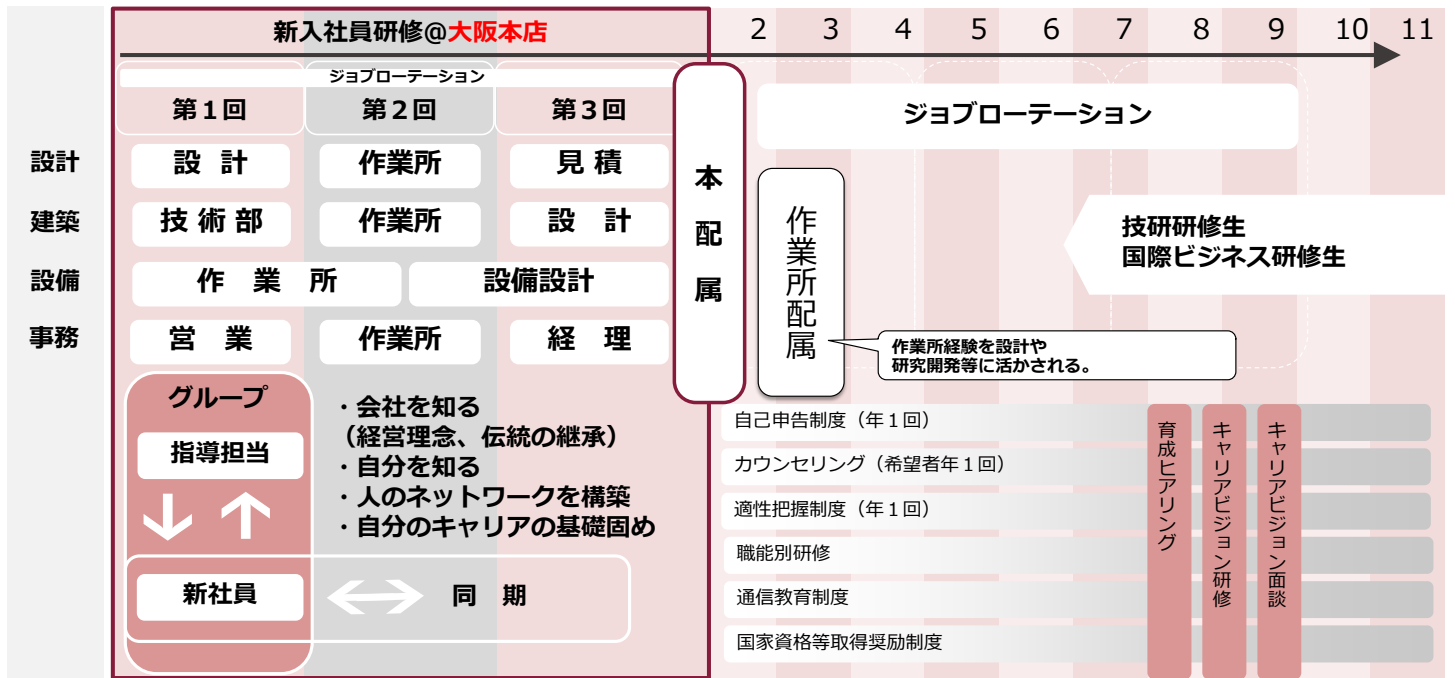 新入社員研修@大阪本店
2 3 4 5 6 7 8 9 10 11
ジョブローテーション
第１回 第２回 第３回
ジョブローテーション
設計 設 計 作業所 見 積
建築 技 術 部 作業所 設 計
設備 作 業 所 設備設計
事務 営 業 作業所 経 理
本配属
作業所配属
技研研修生
国際ビジネス研修生
作業所経験を設計や
研究開発等に活かされる。
グループ
指導担当
新社員
同 期
・会社を知る
（経営理念、伝統の継承）
・自分を知る
・人のネットワークを構築
・自分のキャリアの基礎固め
自己申告制度（年１回）
カウンセリング（希望者年１回）
適性把握制度（年１回）
職能別研修
通信教育制度
国家資格等取得奨励制度
育成ヒアリング
キャリアビジョン研修
キャリアビジョン面談